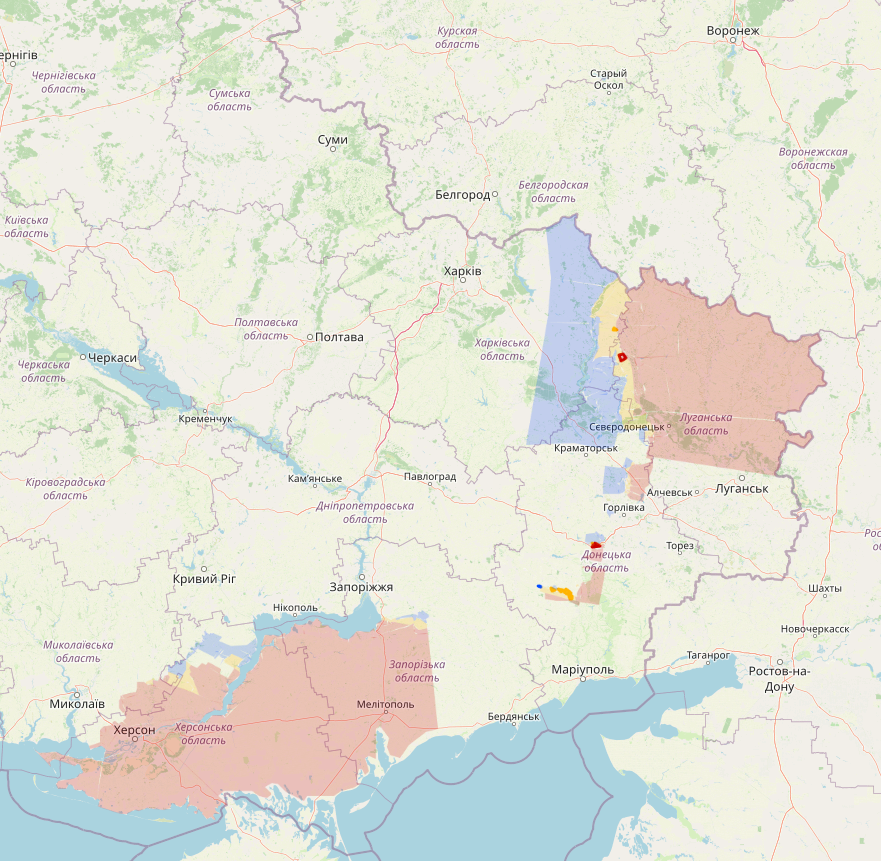 Курская
область
Воронеж
ернігів
Чернігівська
область
Старый
Оскол
Сумська
область
Суми
Воронежская
область
Белгород
Белгородская
область
Київська
область
Харків
Полтавська
область
Полтава
Харківська
область
Черкаси
Черкаська
область
Кременчук
Луганська
область
Сєвєродонецьк
Краматорськ
Кіровоградська
область
Кам'янське
Павлоград
Луганськ
Алчевськ
Дніпропетровська
область
Горлівка
Рос
об
Торез
Донецька
область
Кривий Ріг
Запоріжжя
Шахты
Нікополь
Новочеркасск
Миколаївська
область
Таганрог
Запорізька
область
Маріуполь
Ростов-на-
Дону
Миколаїв
Мелітополь
Бердянськ
Херсон
Херсонська
область